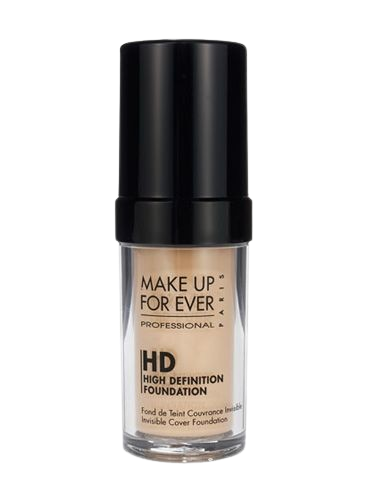 MAKE UP
FOR EVER
PROFESSIONAL
PARIS
HD
HIGH DEFINITION
FOUNDATION
Fond de Teint Couvrance Invisible
Invisible Cover Foundation